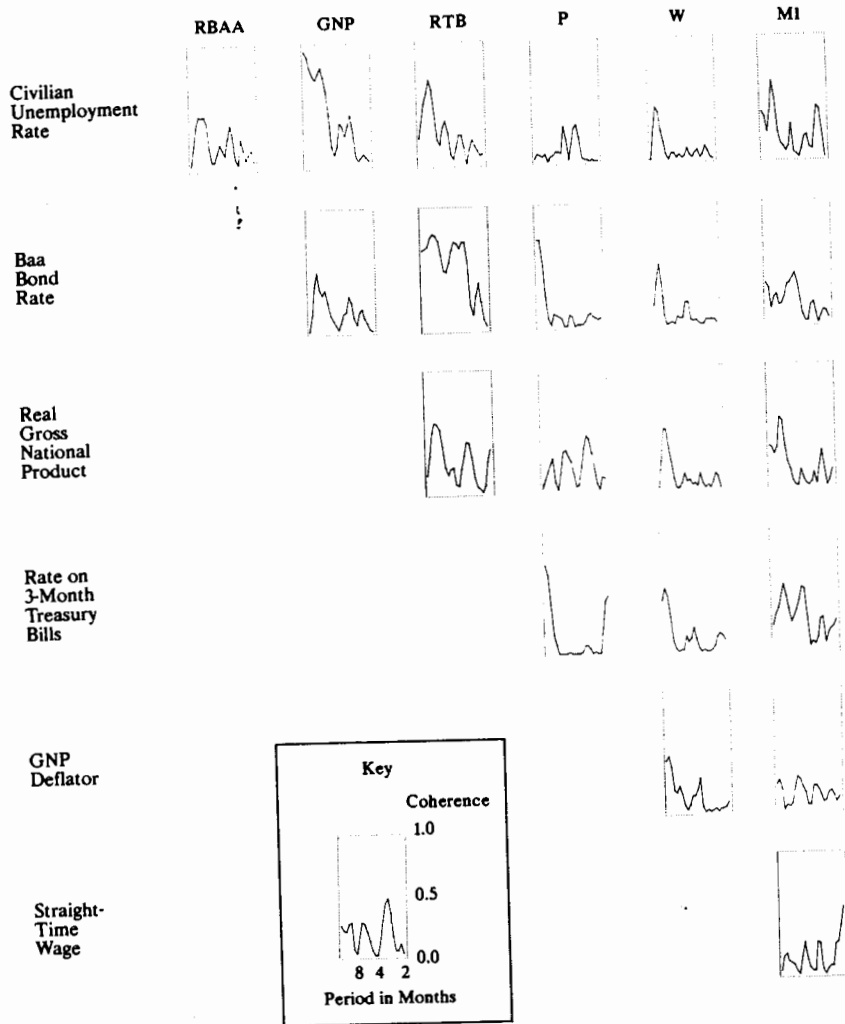 RBAA GNP RTB P W M1
Civilian
Unemployment
Rate
Baa
Bond
Rate
Real
Gross
National
Product
Rate on
3-Month
Treasury
Bills
GNP
Deflator
Key
Coherence
1.0
0.5
0.0
8 4 2
Period in Months
Straight-
Time
Wage